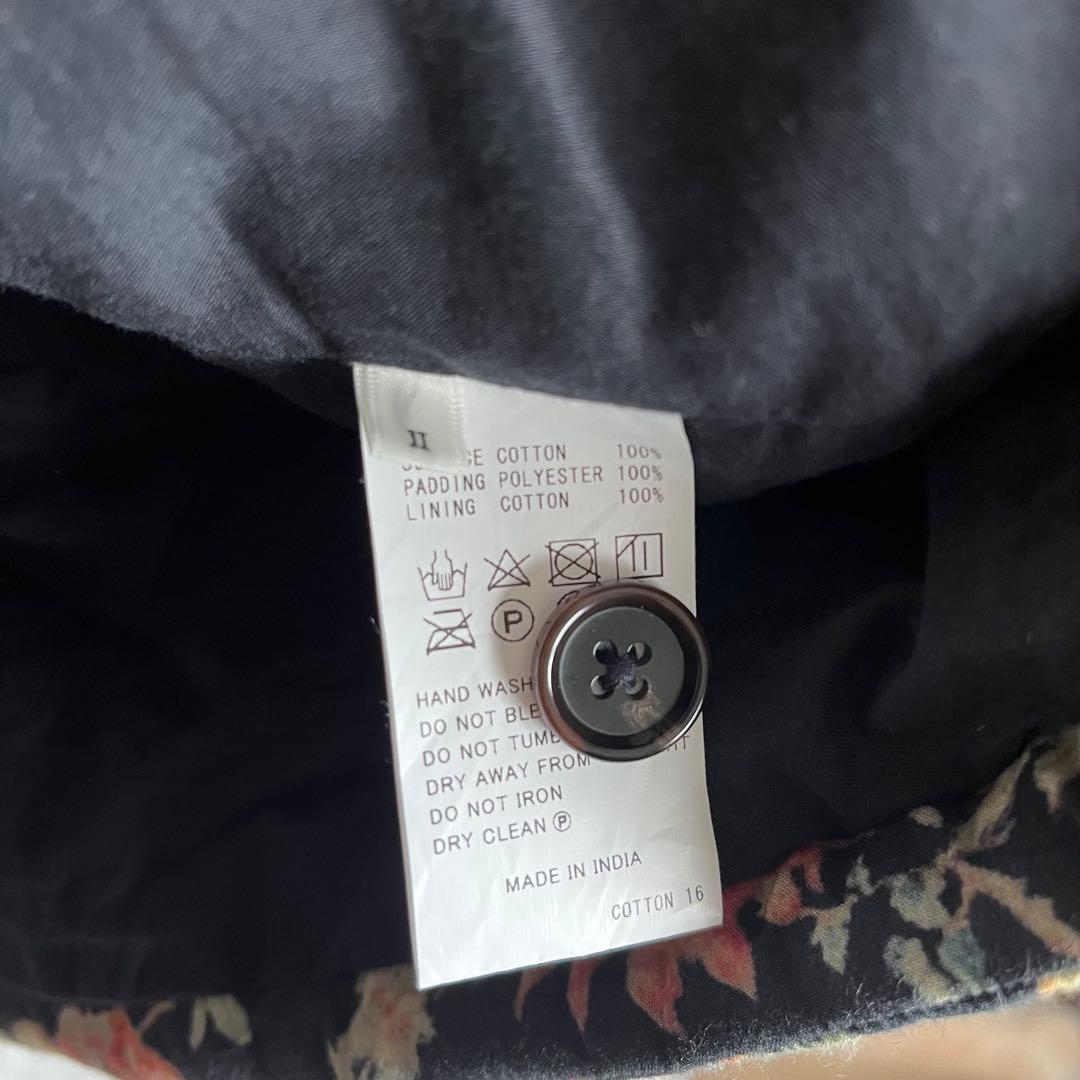 II
COTTON 100%
PADDING POLYESTER 100%
LINING COTTON 100%
P
HAND WASH
DO NOT
DO NOT
DRY AWAY FROM
DO NOT IRON
DRY CLEAN Ⓟ
MADE IN INDIA
COTTON 16